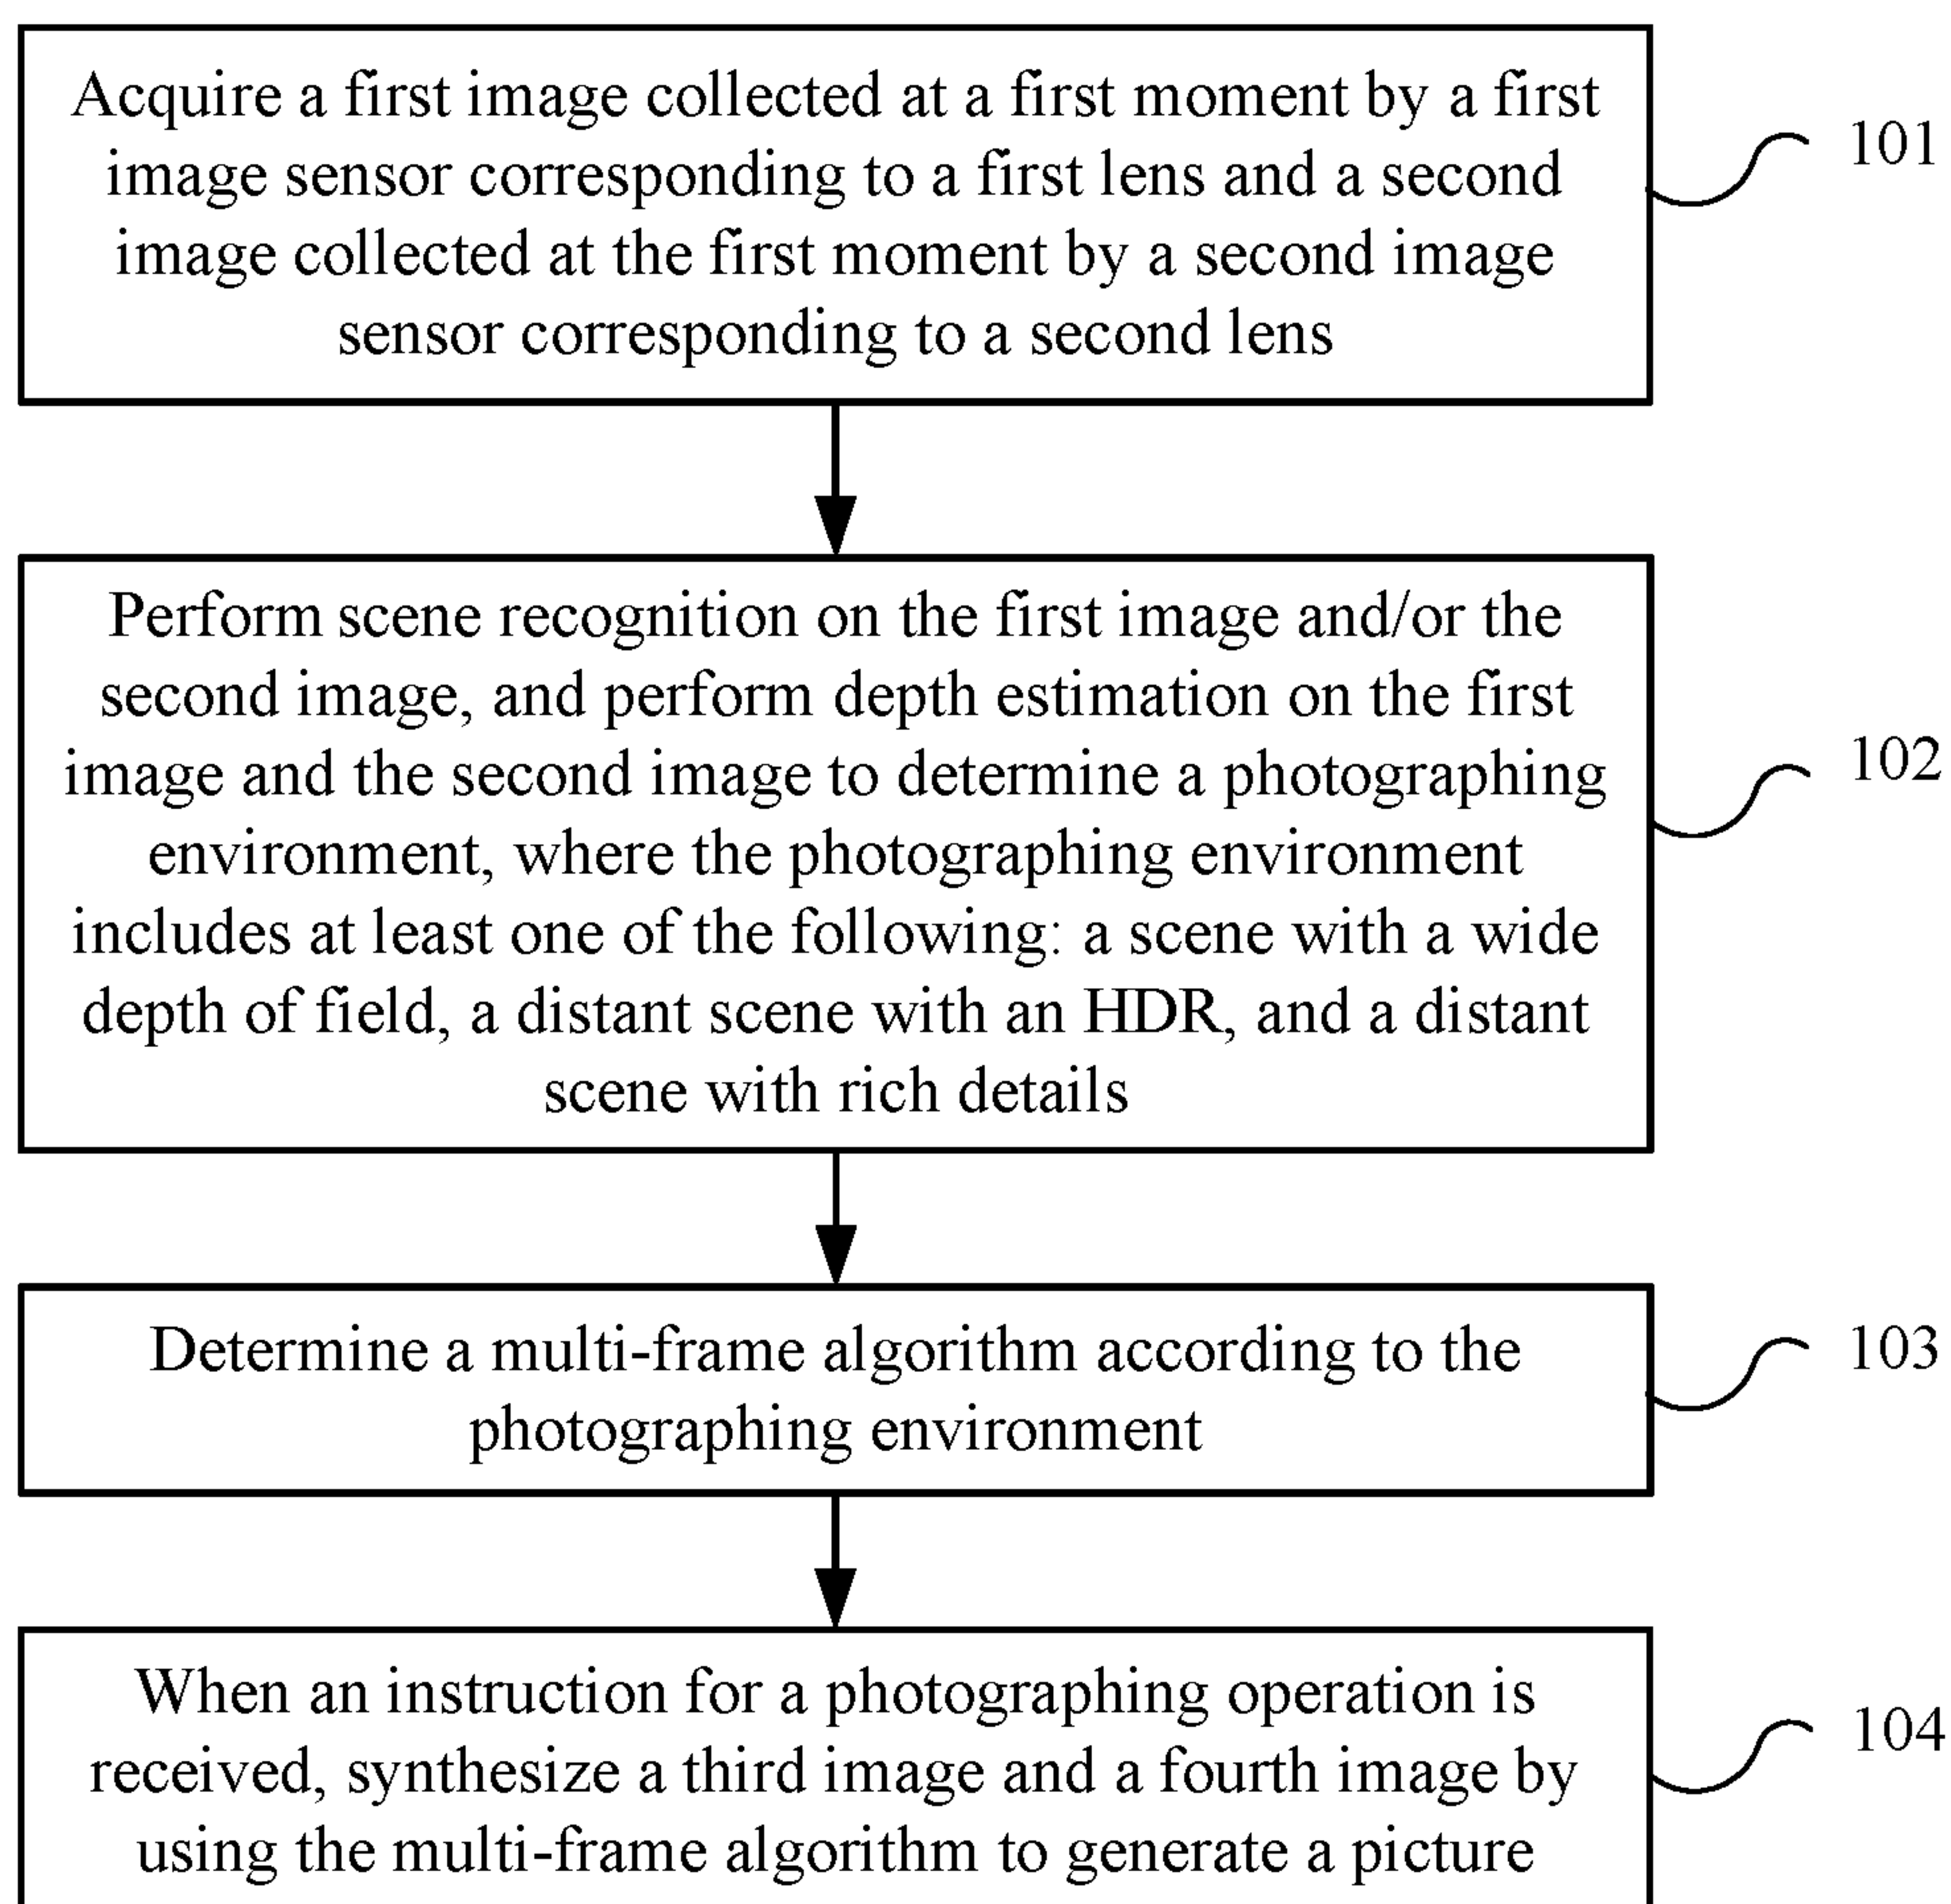 Acquire a first image collected at a first moment by a first
image sensor corresponding to a first lens and a second
image collected at the first moment by a second image
sensor corresponding to a second lens
101
Perform scene recognition on the first image and/or the
second image, and perform depth estimation on the first
image and the second image to determine a photographing
environment, where the photographing environment
includes at least one of the following: a scene with a wide
depth of field, a distant scene with an HDR, and a distant
scene with rich details
102
Determine a multi-frame algorithm according to the
photographing environment
103
When an instruction for a photographing operation is
received, synthesize a third image and a fourth image by
using the multi-frame algorithm to generate a picture
104